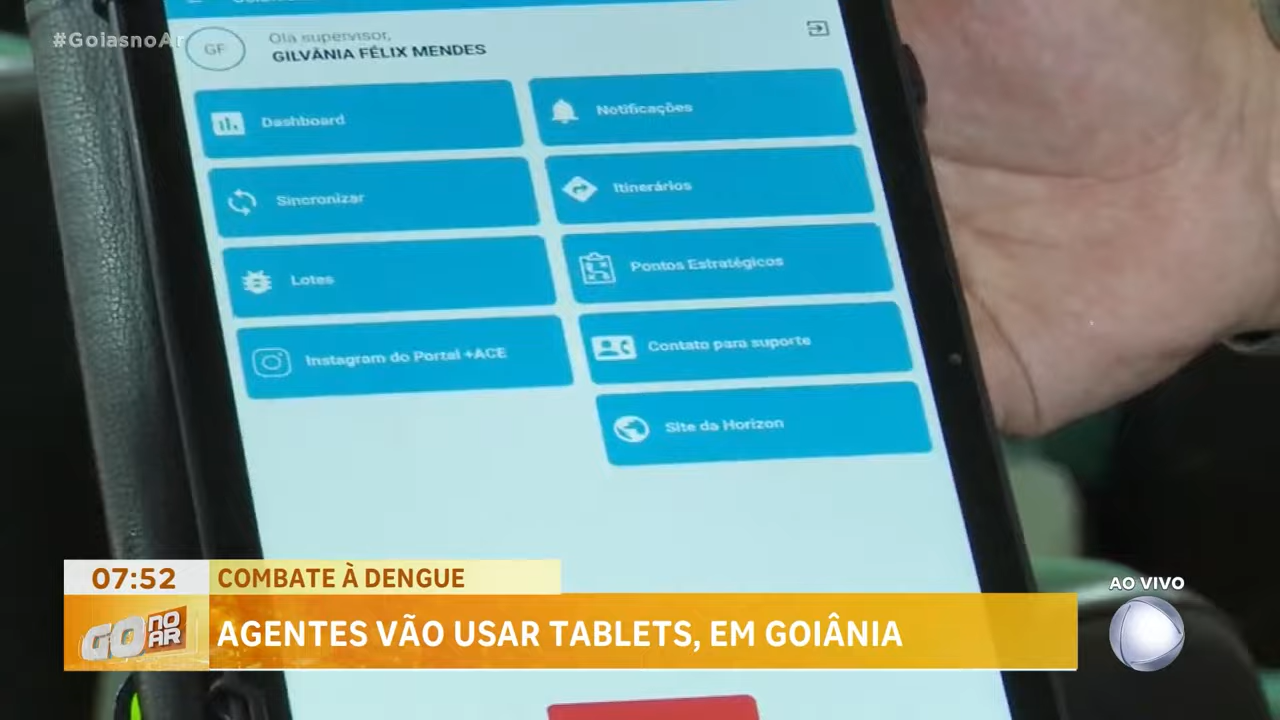 #GoiasnoAr
GF
Olá supervisor,
GILVÂNIA FÉLIX MENDES
Dashboard
Notificações
Sincronizar
Itinerários
Lotes
Pontos Estratégicos
Instagram do Portal +ACE
Contato para suporte
Site da Horizon
07:52
COMBATE À DENGUE
GO NO AR
AGENTES VÃO USAR TABLETS, EM GOIÂNIA
AO VIVO